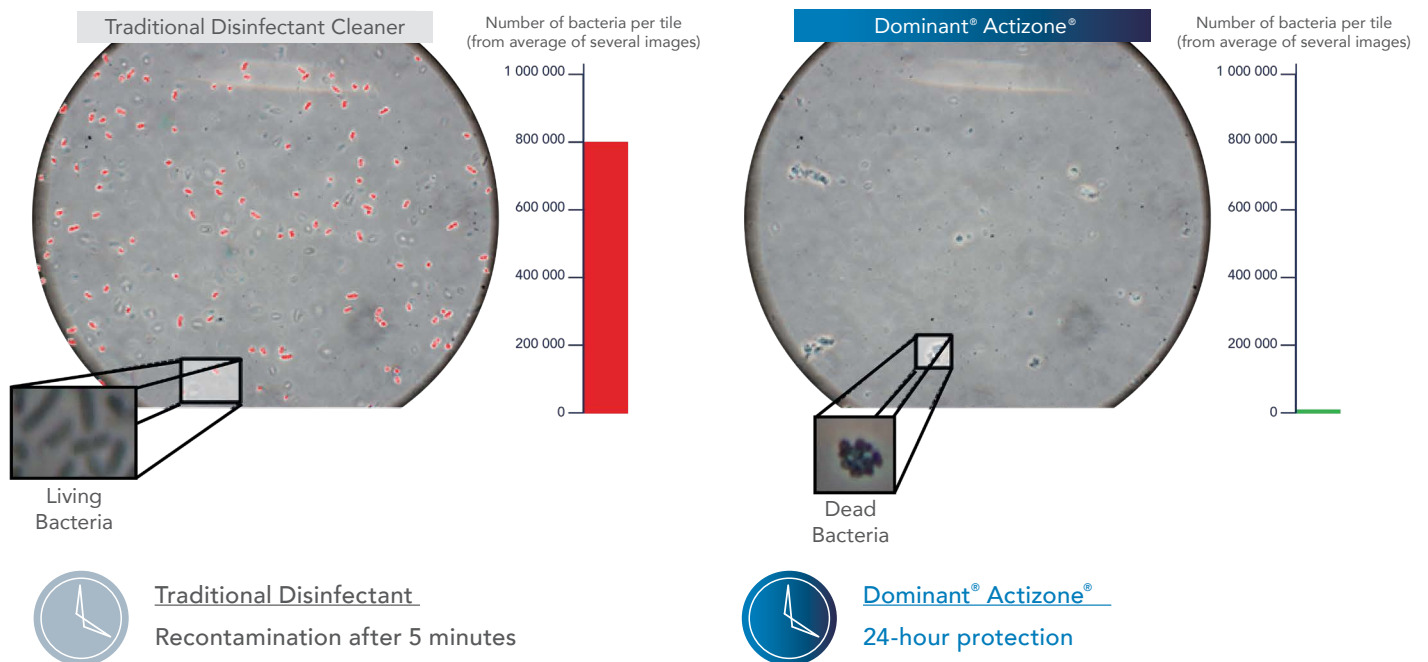 Traditional Disinfectant Cleaner
Number of bacteria per tile
(from average of several images)
1 000 000
800 000
600 000
400 000
200 000
0
Living
Bacteria
Traditional Disinfectant
Recontamination after 5 minutes
Dominant® Actizone®
Number of bacteria per tile
(from average of several images)
1 000 000
800 000
600 000
400 000
200 000
0
Dead
Bacteria
Dominant® Actizone®
24-hour protection